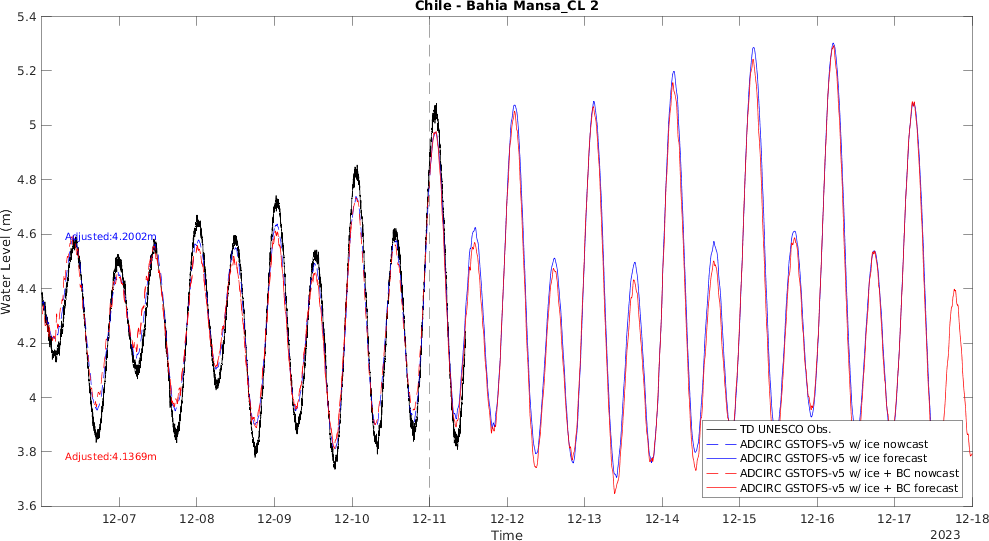 Chile - Bahia Mansa_CL 2
5.4
5.2
5
4.8
4.6
4.4
4.2
4
3.8
3.6
Water Level (m)
Adjusted:4.2002m
Adjusted:4.1369m
TD UNESCO Obs.
ADCIRC GSTOFS-v5 w/ ice nowcast
ADCIRC GSTOFS-v5 w/ ice forecast
ADCIRC GSTOFS-v5 w/ ice + BC nowcast
ADCIRC GSTOFS-v5 w/ ice + BC forecast
12-07 12-08 12-09 12-10 12-11 12-12 12-13 12-14 12-15 12-16 12-17 12-18
Time
2023